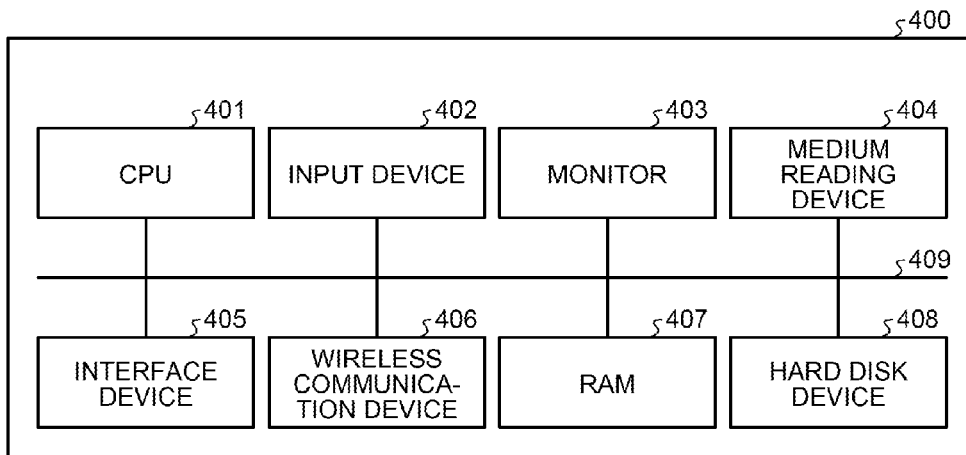 400
401
402
403
404
CPU
INPUT DEVICE
MONITOR
MEDIUM
READING
DEVICE
409
405
406
407
408
INTERFACE
DEVICE
WIRELESS
COMMUNICA-
TION DEVICE
RAM
HARD DISK
DEVICE